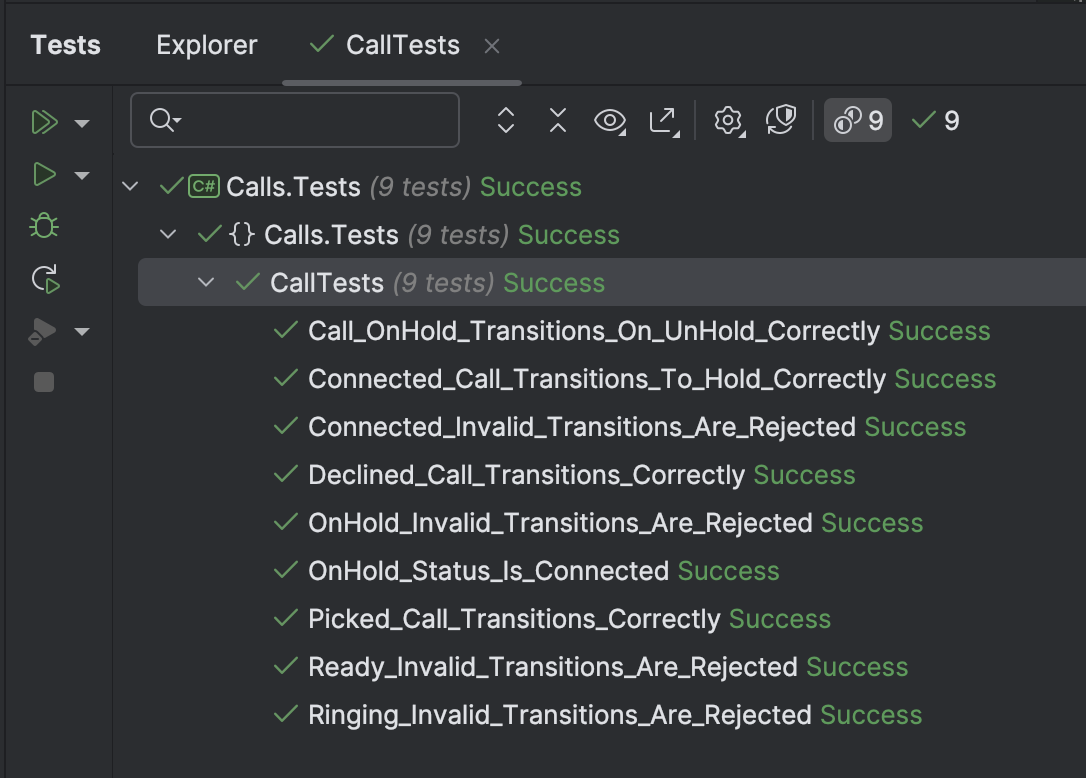 Tests Explorer CallTests
9 9
C# Calls.Tests (9 tests) Success
{} Calls.Tests (9 tests) Success
CallTests (9 tests) Success
Call_OnHold_Transitions_On_UnHold_Correctly Success
Connected_Call_Transitions_To_Hold_Correctly Success
Connected_Invalid_Transitions_Are_Rejected Success
Declined_Call_Transitions_Correctly Success
OnHold_Invalid_Transitions_Are_Rejected Success
OnHold_Status_Is_Connected Success
Picked_Call_Transitions_Correctly Success
Ready_Invalid_Transitions_Are_Rejected Success
Ringing_Invalid_Transitions_Are_Rejected Success